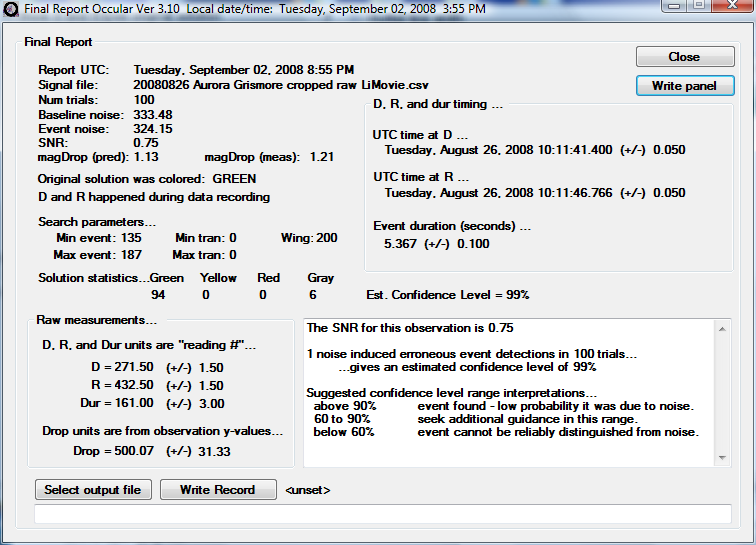 Final Report Occular Ver 3.10 Local date/time: Tuesday, September 02, 2008 3:55 PM
Final Report
Close
Write panel
Report UTC: Tuesday, September 02, 2008 8:55 PM
Signal file: 20080826 Aurora Grismore cropped raw LiMovie.csv
Num trials: 100
Baseline noise: 333.48
Event noise: 324.15
SNR: 0.75
magDrop (pred): 1.13 magDrop (meas): 1.21
Original solution was colored: GREEN
D and R happened during data recording
Search parameters...
Min event: 135 Min tran: 0 Wing: 200
Max event: 187 Max tran: 0
Solution statistics...Green Yellow Red Gray
94 0 0 6
D, R, and dur timing ...
UTC time at D ...
Tuesday, August 26, 2008 10:11:41.400 (+/-) 0.050
UTC time at R ...
Tuesday, August 26, 2008 10:11:46.766 (+/-) 0.050
Event duration (seconds) ...
5.367 (+/-) 0.100
Est. Confidence Level = 99%
Raw measurements...
D, R, and Dur units are "reading #"...
D = 271.50 (+/-) 1.50
R = 432.50 (+/-) 1.50
Dur = 161.00 (+/-) 3.00
Drop units are from observation y-values...
Drop = 500.07 (+/-) 31.33
The SNR for this observation is 0.75
1 noise induced erroneous event detections in 100 trials...
...gives an estimated confidence level of 99%
Suggested confidence level range interpretations...
above 90% event found - low probability it was due to noise.
60 to 90% seek additional guidance in this range.
below 60% event cannot be reliably distinguished from noise.
Select output file
Write Record
<unset>